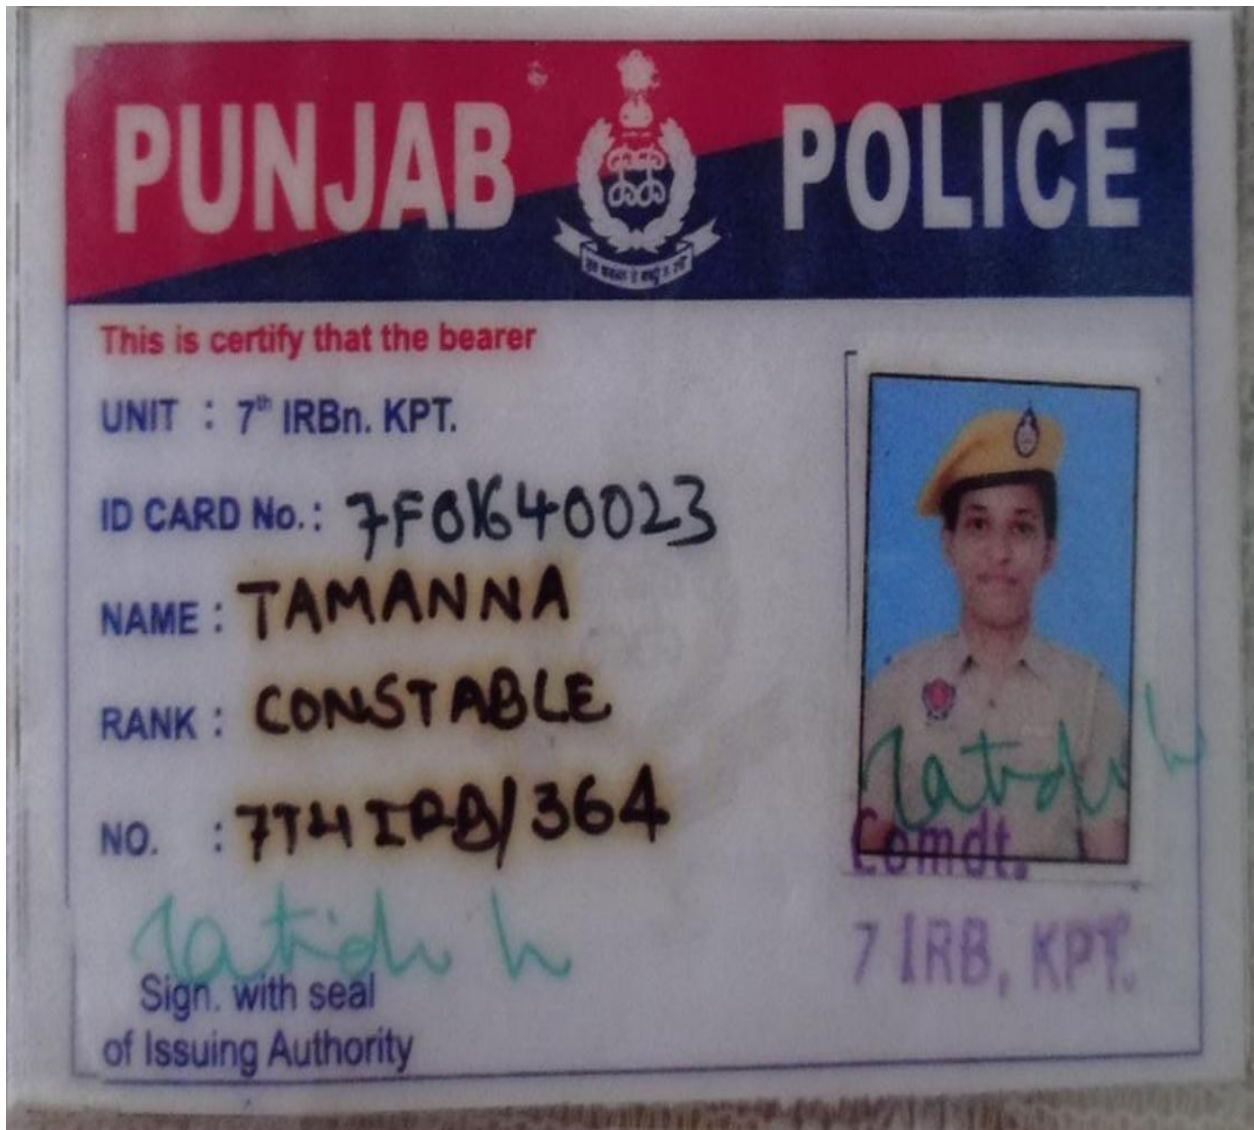 PUNJAB POLICE
This is certify that the bearer
UNIT : 7th IRBn. KPT.
ID CARD No.: 7F01640023
NAME : TAMANNA
RANK : CONSTABLE
NO. : 7TH IRB/364
Comdt.
7 IRB, KPT.
Sign. with seal
of Issuing Authority